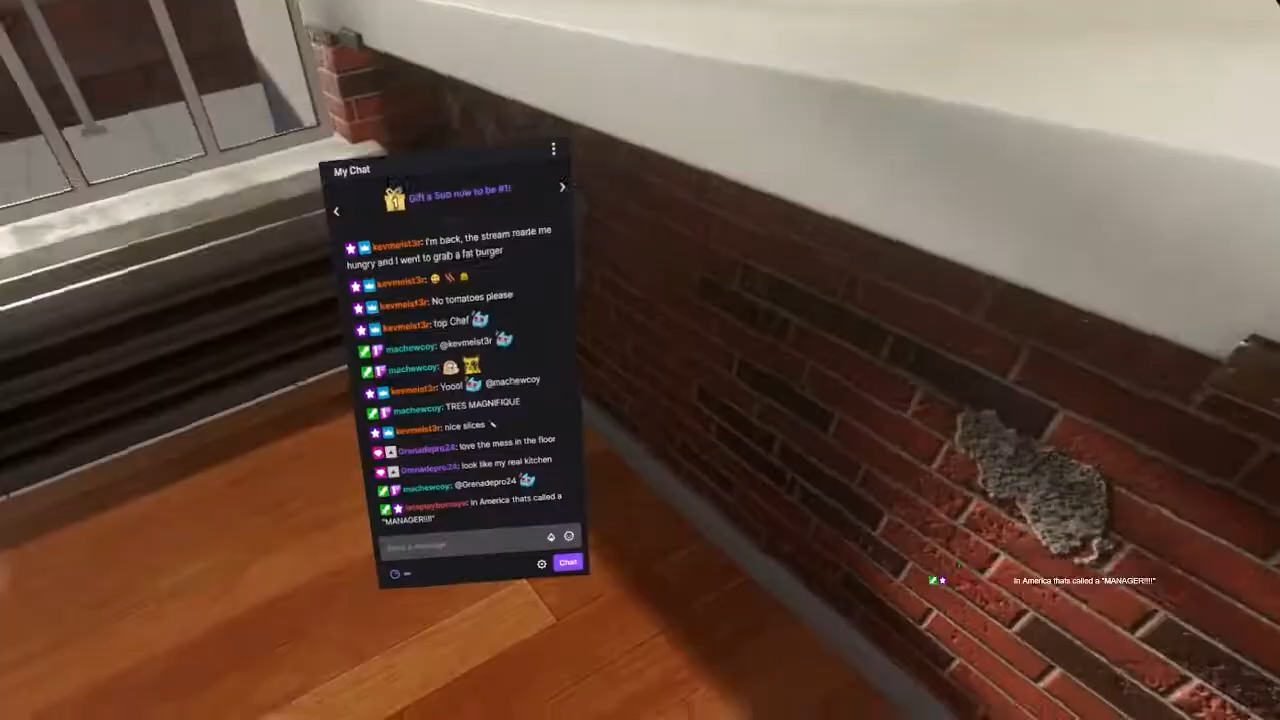 My Chat
Gift a Sub now to be #1!
kevmeist3r: I'm back, the stream made me
hungry and I went to grab a fat burger
kevmeist3r:
kevmeist3r: No tomatoes please
kevmeist3r: top Chef
machewcoy: @kevmeist3r
machewcoy:
kevmeist3r: Yooo! @machewcoy
machewcoy: TRES MAGNIFIQUE
kevmeist3r: nice slices
Grenadepro24: love the mess in the floor
Grenadepro24: look like my real kitchen
machewcoy: @Grenadepro24
In America thats called a
"MANAGER!!!!"
Send a message
Chat
In America thats called a "MANAGER!!!!"